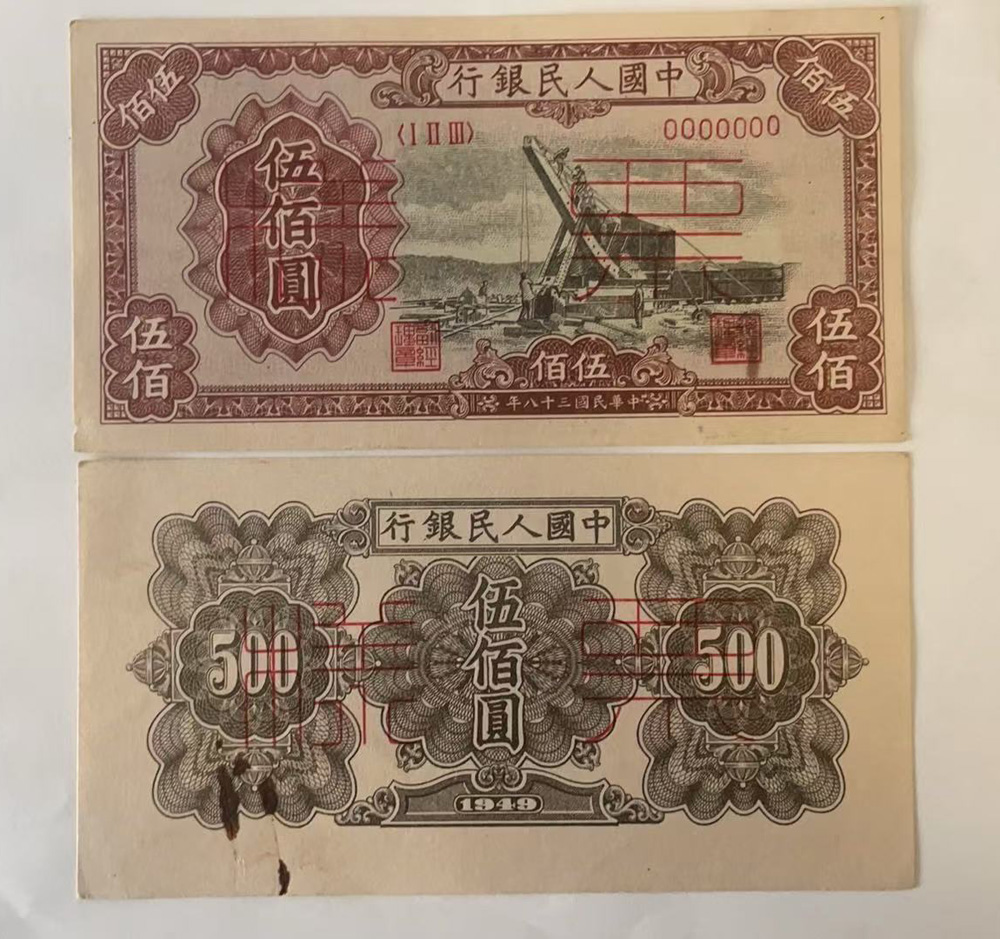 行銀民人國中
佰伍
佰伍
〈I II III〉
0000000
伍佰圓
伍佰
佰伍
伍佰
年八十三國民華中
行銀民人國中
伍佰圓
500
500
1949